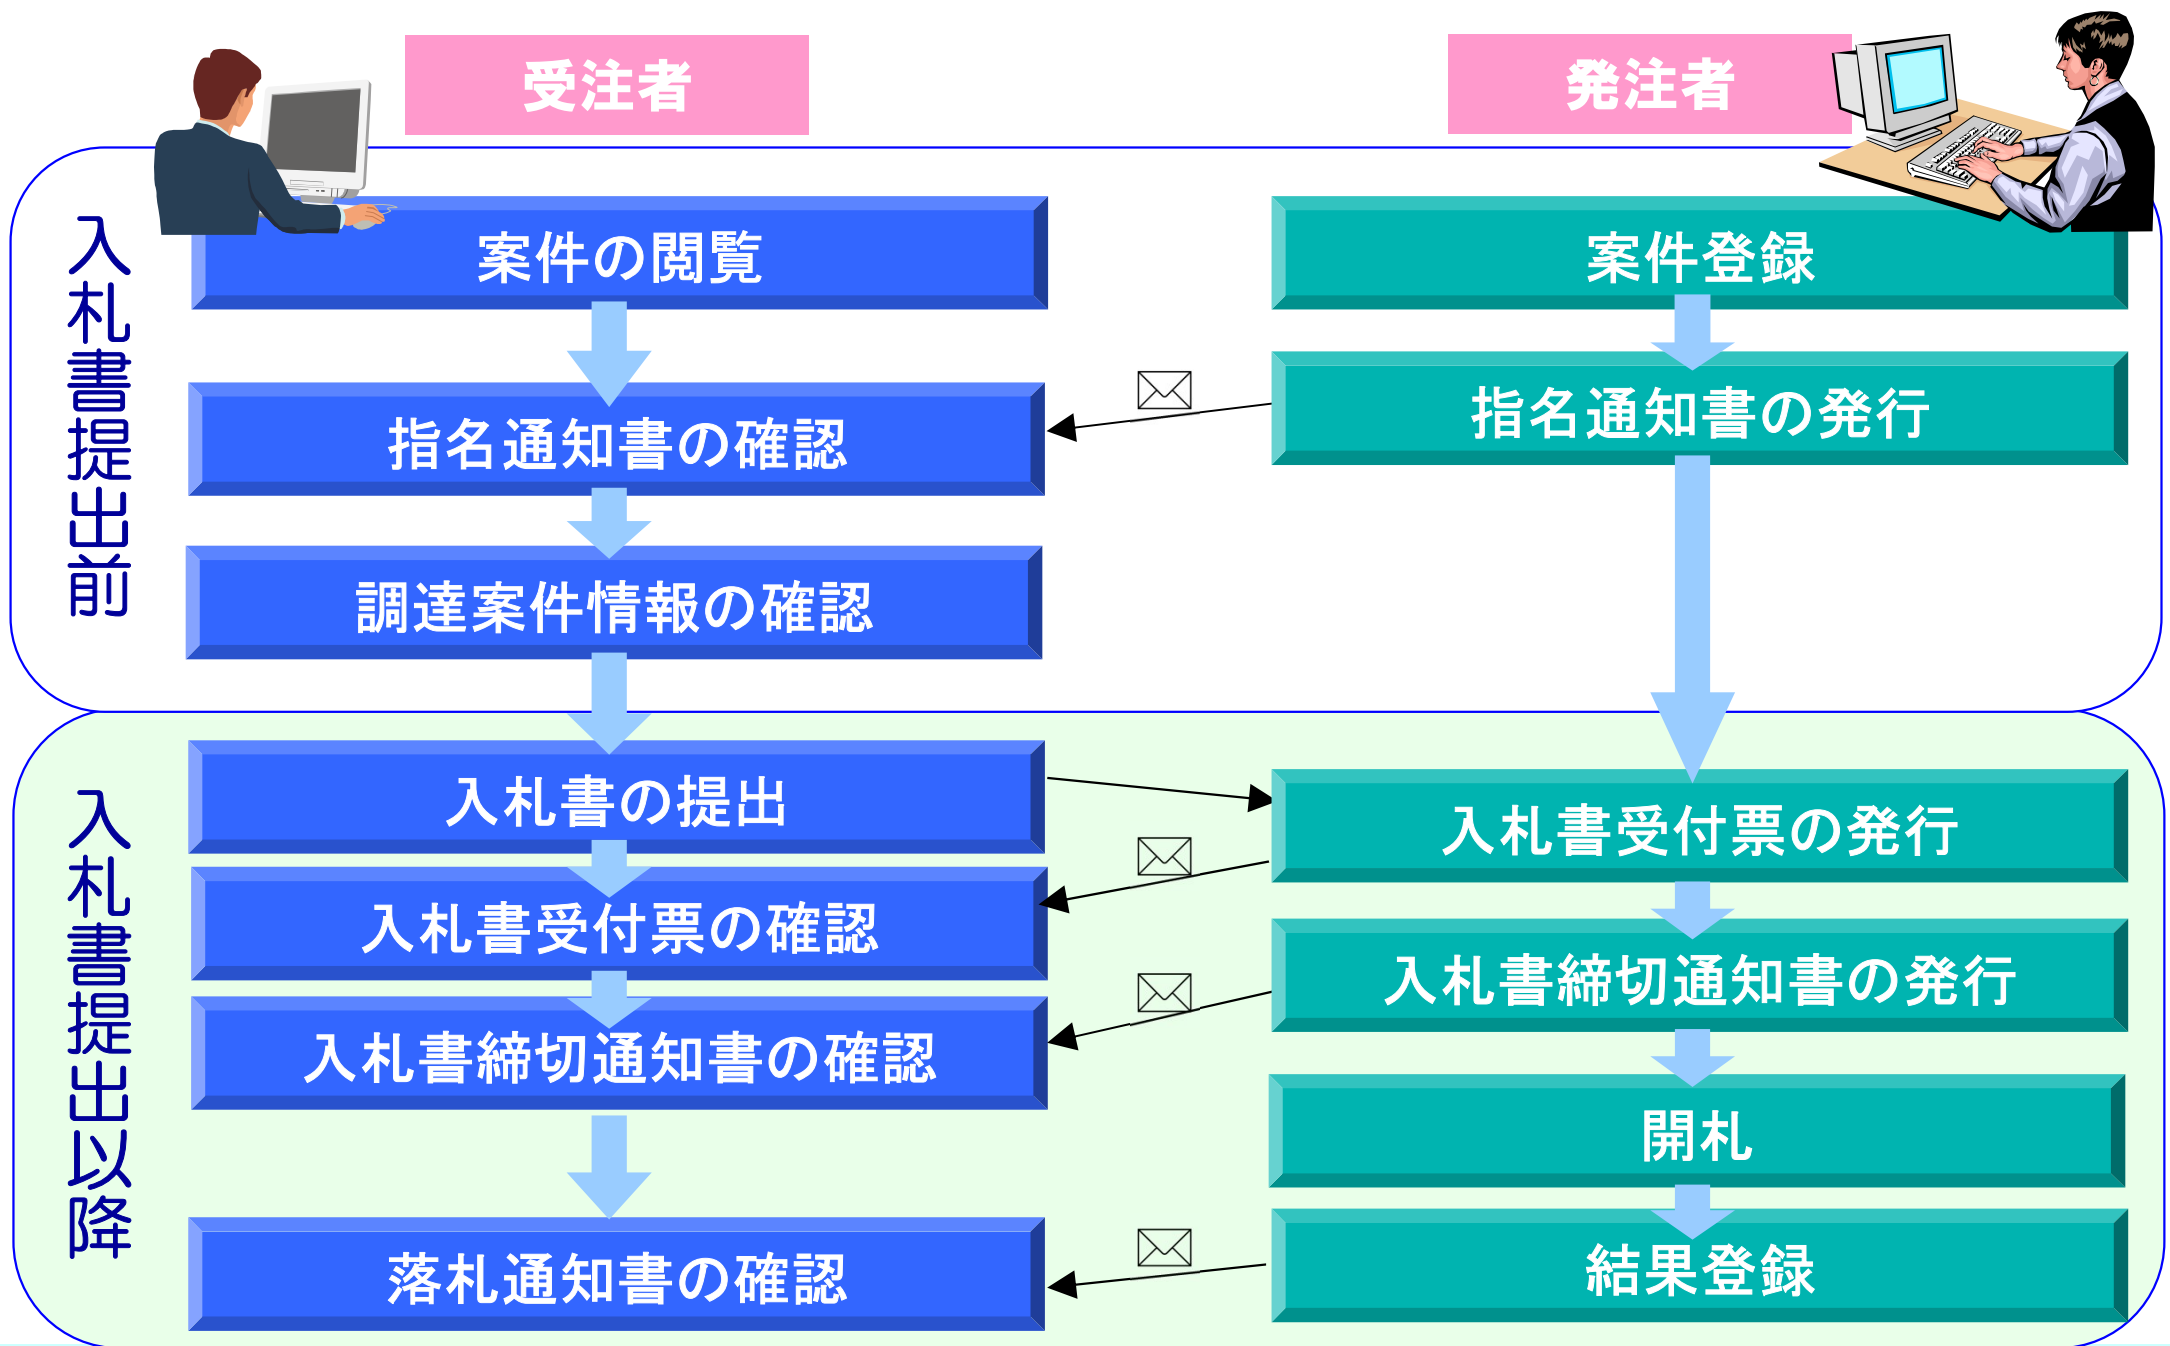 受注者
発注者
入札書提出前
案件の閲覧
案件登録
指名通知書の確認
指名通知書の発行
調達案件情報の確認
入札書提出以降
入札書の提出
入札書受付票の発行
入札書受付票の確認
入札書締切通知書の発行
入札書締切通知書の確認
開札
落札通知書の確認
結果登録